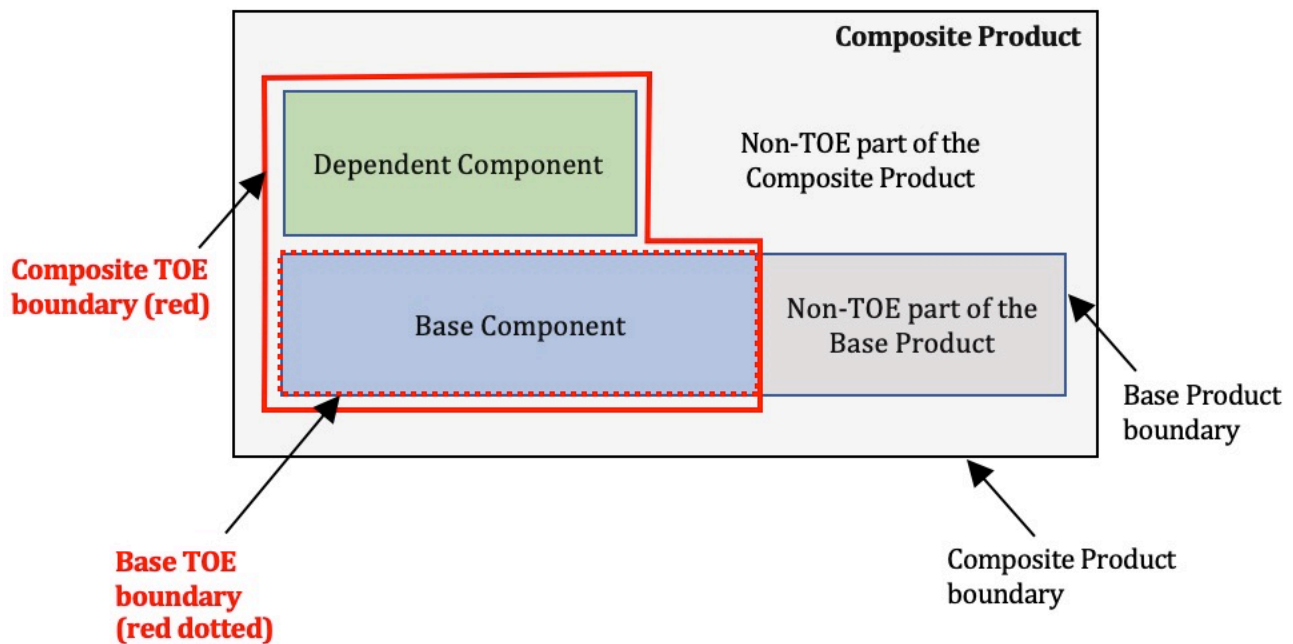 Composite Product
Dependent Component
Non-TOE part of the
Composite Product
Composite TOE
boundary (red)
Base Component
Non-TOE part of the
Base Product
Base Product
boundary
Base TOE
boundary
(red dotted)
Composite Product
boundary